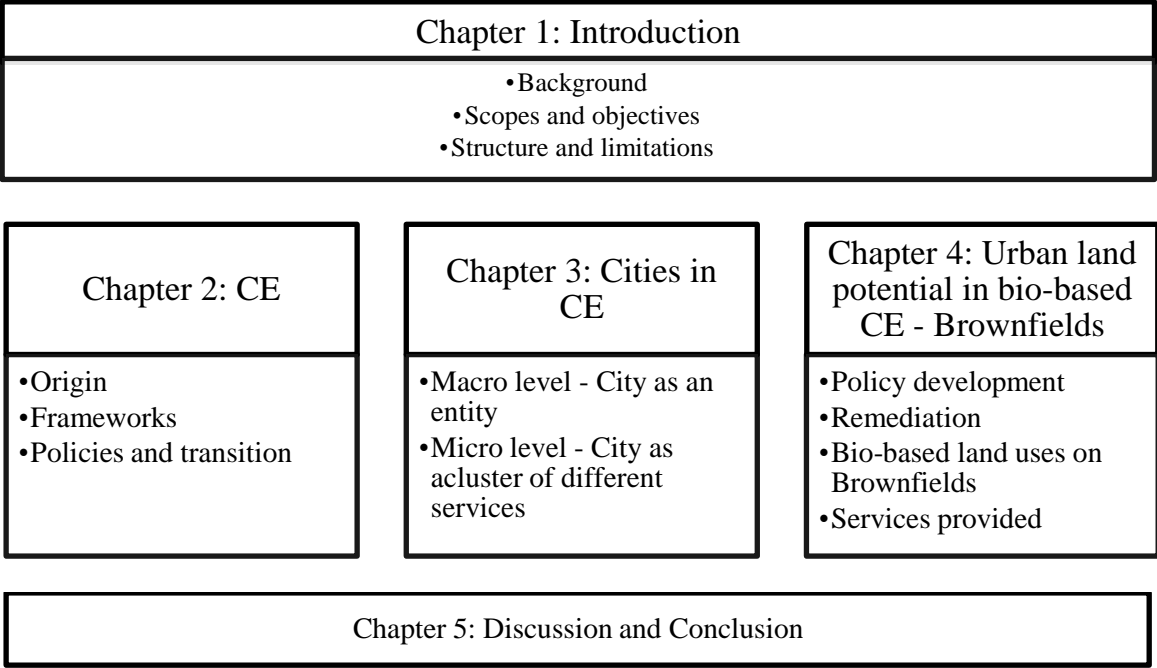 Chapter 1: Introduction
•Background
•Scopes and objectives
•Structure and limitations
Chapter 2: CE
•Origin
•Frameworks
•Policies and transition
Chapter 3: Cities in
CE
•Macro level - City as an
entity
•Micro level - City as
acluster of different
services
Chapter 4: Urban land
potential in bio-based
CE - Brownfields
•Policy development
•Remediation
•Bio-based land uses on
Brownfields
•Services provided
Chapter 5: Discussion and Conclusion